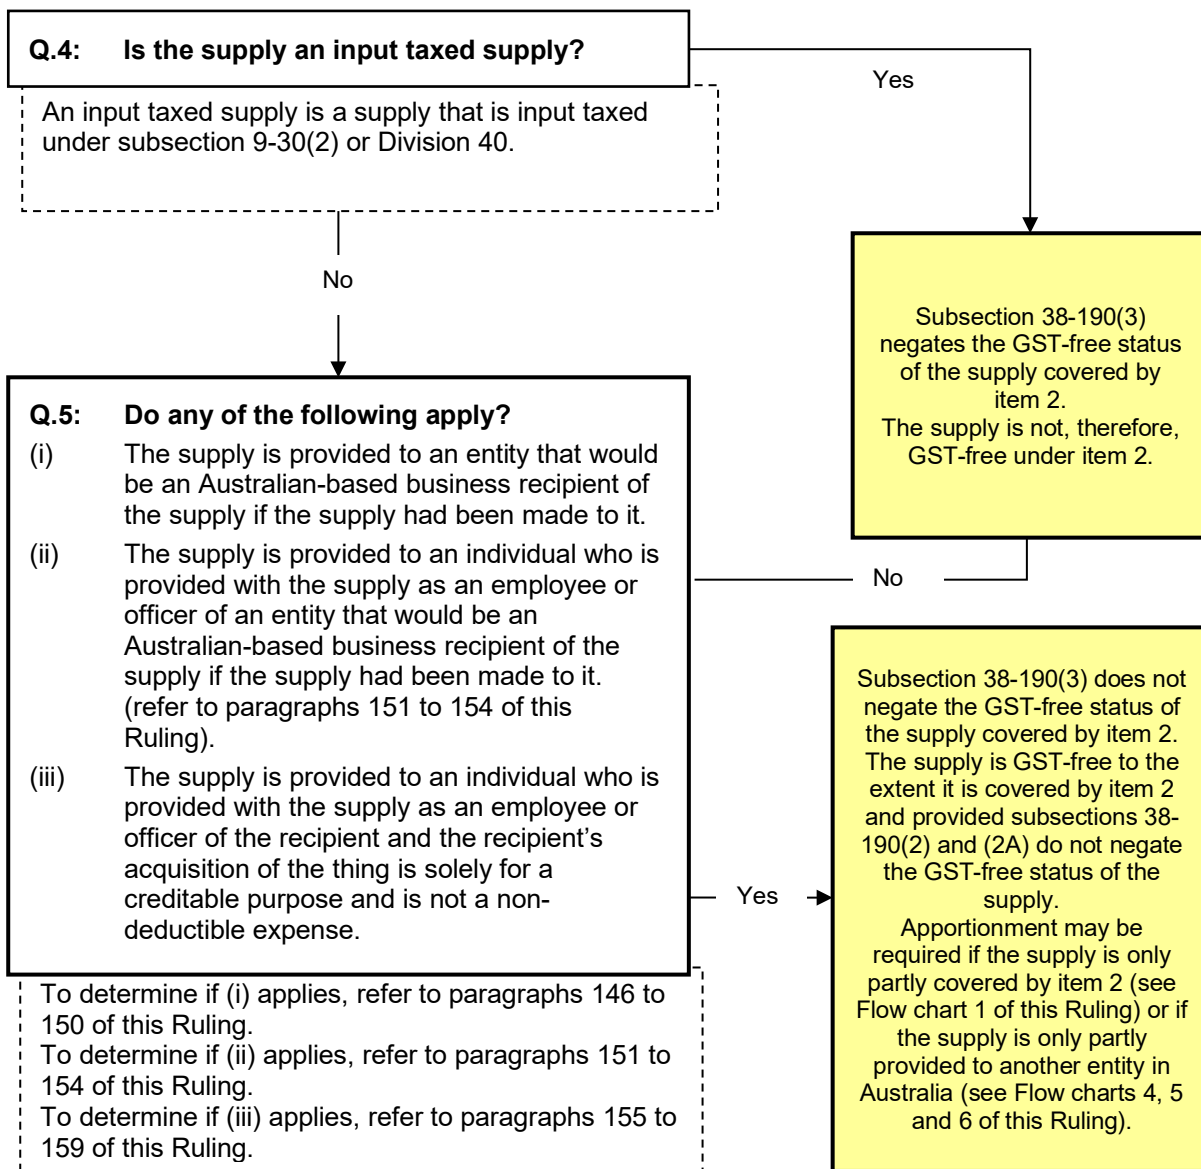 Q.4: Is the supply an input taxed supply?
Yes
An input taxed supply is a supply that is input taxed
under subsection 9-30(2) or Division 40.
No
Subsection 38-190(3)
negates the GST-free status
of the supply covered by
item 2.
The supply is not, therefore,
GST-free under item 2.
Q.5: Do any of the following apply?
(i) The supply is provided to an entity that would
be an Australian-based business recipient of
the supply if the supply had been made to it.
(ii) The supply is provided to an individual who is
provided with the supply as an employee or
officer of an entity that would be an
Australian-based business recipient of the
supply if the supply had been made to it.
(refer to paragraphs 151 to 154 of this
Ruling).
(iii) The supply is provided to an individual who is
provided with the supply as an employee or
officer of the recipient and the recipient’s
acquisition of the thing is solely for a
creditable purpose and is not a non-
deductible expense.
No
Yes
Subsection 38-190(3) does not
negate the GST-free status of
the supply covered by item 2.
The supply is GST-free to the
extent it is covered by item 2
and provided subsections 38-
190(2) and (2A) do not negate
the GST-free status of the
supply.
Apportionment may be
required if the supply is only
partly covered by item 2 (see
Flow chart 1 of this Ruling) or if
the supply is only partly
provided to another entity in
Australia (see Flow charts 4, 5
and 6 of this Ruling).
To determine if (i) applies, refer to paragraphs 146 to
150 of this Ruling.
To determine if (ii) applies, refer to paragraphs 151 to
154 of this Ruling.
To determine if (iii) applies, refer to paragraphs 155 to
159 of this Ruling.